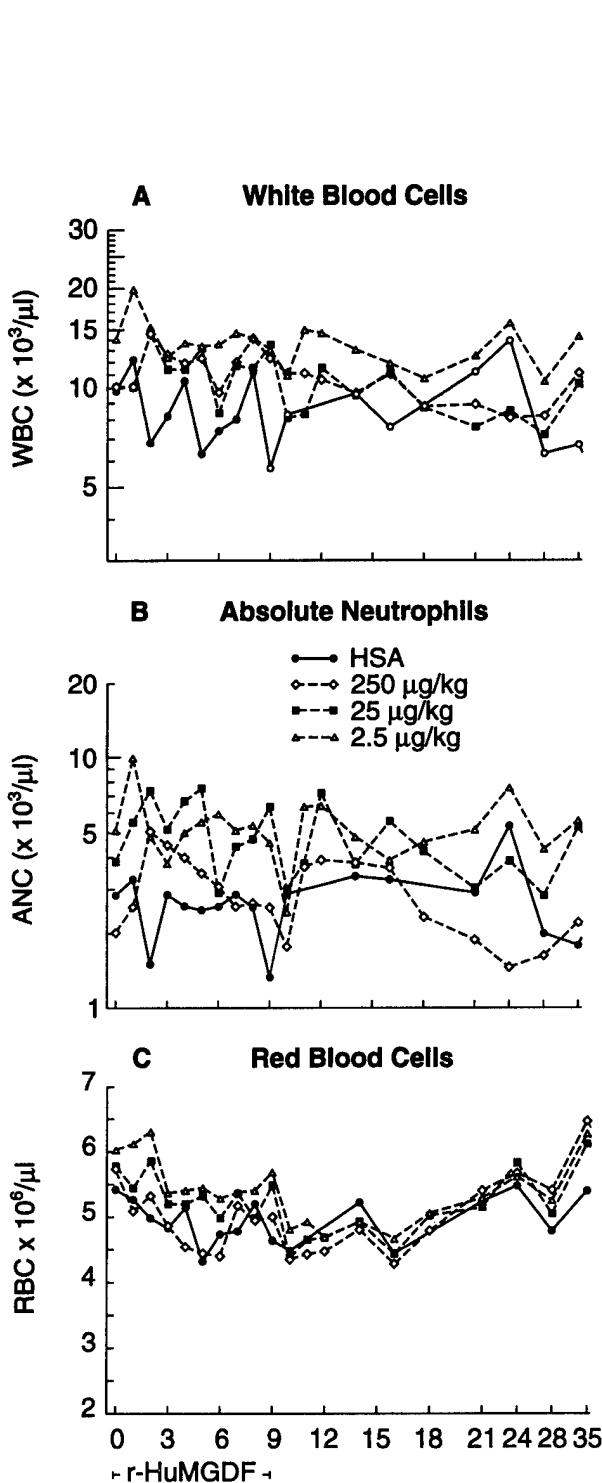 A White Blood Cells
30
20
15
10
5
WBC (x 10³/µl)
B Absolute Neutrophils
HSA
250 µg/kg
25 µg/kg
2.5 µg/kg
20
10
5
1
ANC (x 10³/µl)
C Red Blood Cells
7
6
5
4
3
2
RBC x 10⁶/µl
0 3 6 9 12 15 18 21 24 28 35
r-HuMGDF